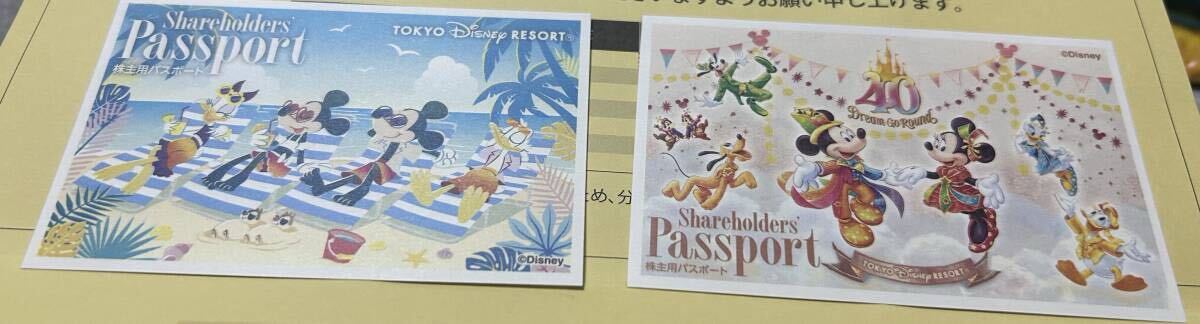 ますようお願い申し上げます。
Shareholders'
Passport
株主用パスポート
TOKYO Disney RESORT®
©Disney
©Disney
40
Dream-Go-Round
Shareholders'
Passport
株主用パスポート
TOKYO Disney RESORT®
ため、分